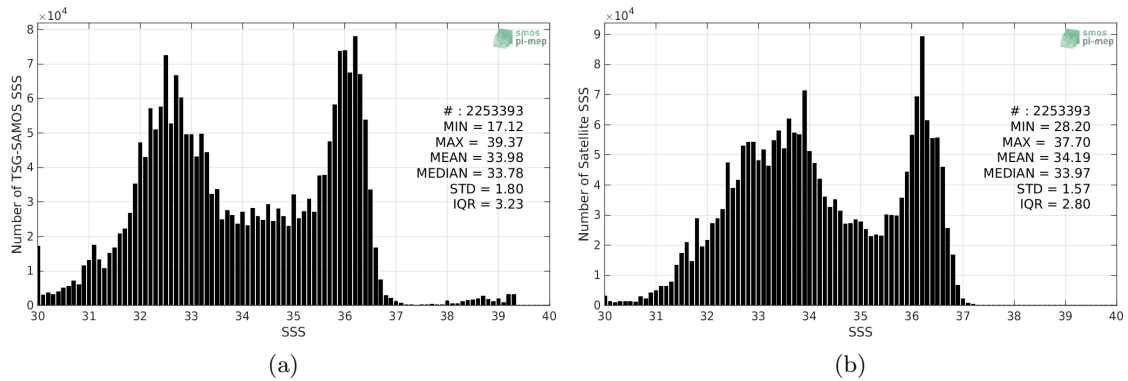 ×10⁴
8
7
6
5
4
3
2
1
0
Number of TSG-SAMOS SSS
smos
pi-mep
# : 2253393
MIN = 17.12
MAX = 39.37
MEAN = 33.98
MEDIAN = 33.78
STD = 1.80
IQR = 3.23
30 31 32 33 34 35 36 37 38 39 40
SSS
(a)
×10⁴
9
8
7
6
5
4
3
2
1
0
Number of Satellite SSS
smos
pi-mep
# : 2253393
MIN = 28.20
MAX = 37.70
MEAN = 34.19
MEDIAN = 33.97
STD = 1.57
IQR = 2.80
30 31 32 33 34 35 36 37 38 39 40
SSS
(b)